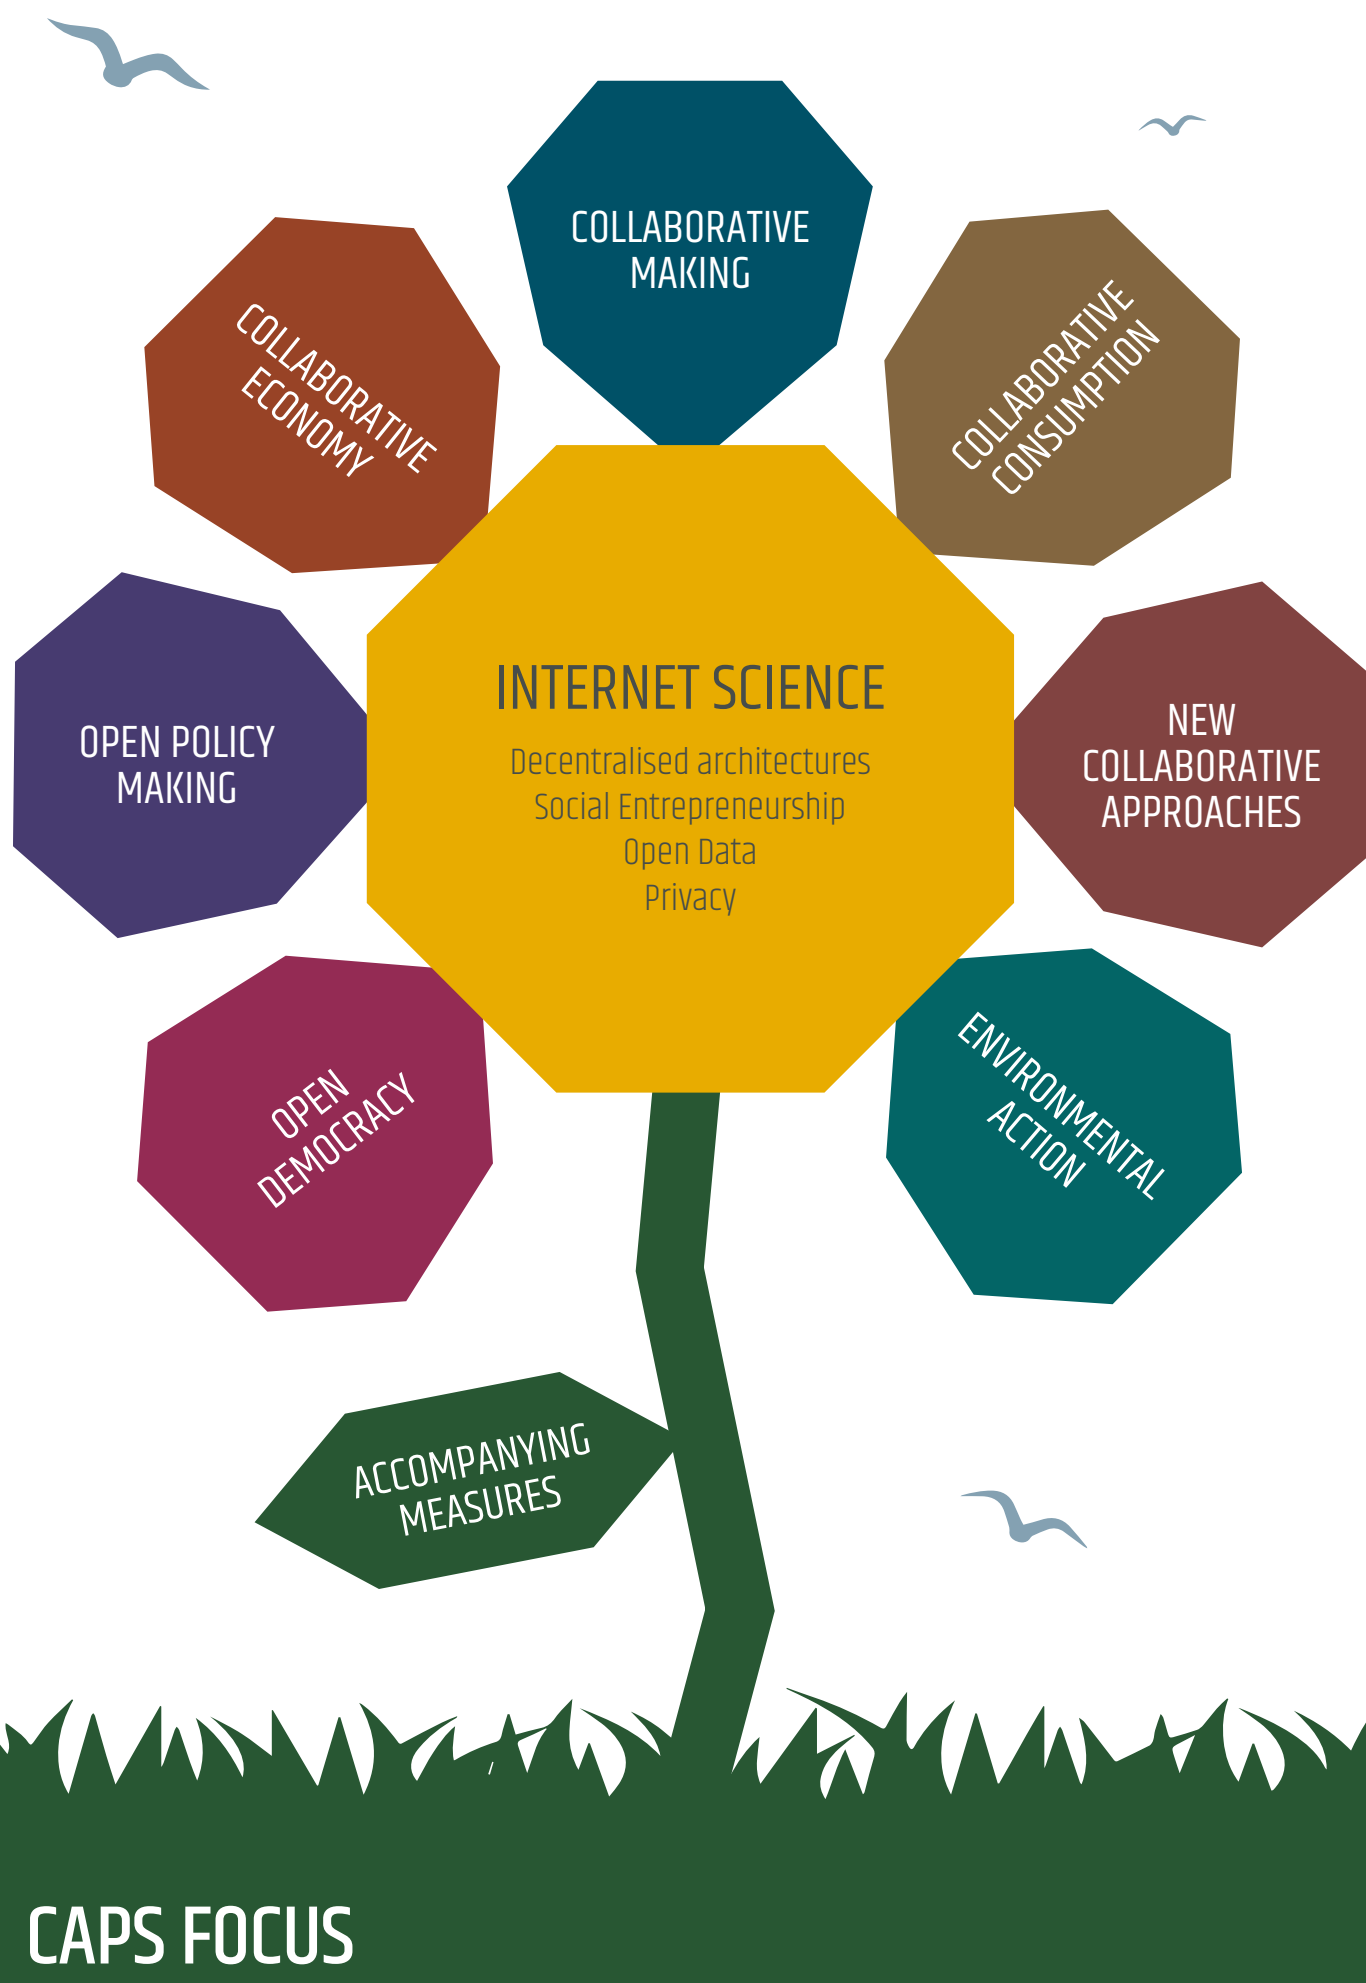 COLLABORATIVE
MAKING
COLLABORATIVE
ECONOMY
COLLABORATIVE
CONSUMPTION
OPEN POLICY
MAKING
INTERNET SCIENCE
Decentralised architectures
Social Entrepreneurship
Open Data
Privacy
NEW
COLLABORATIVE
APPROACHES
OPEN
DEMOCRACY
ENVIRONMENTAL
ACTION
ACCOMPANYING
MEASURES
CAPS FOCUS